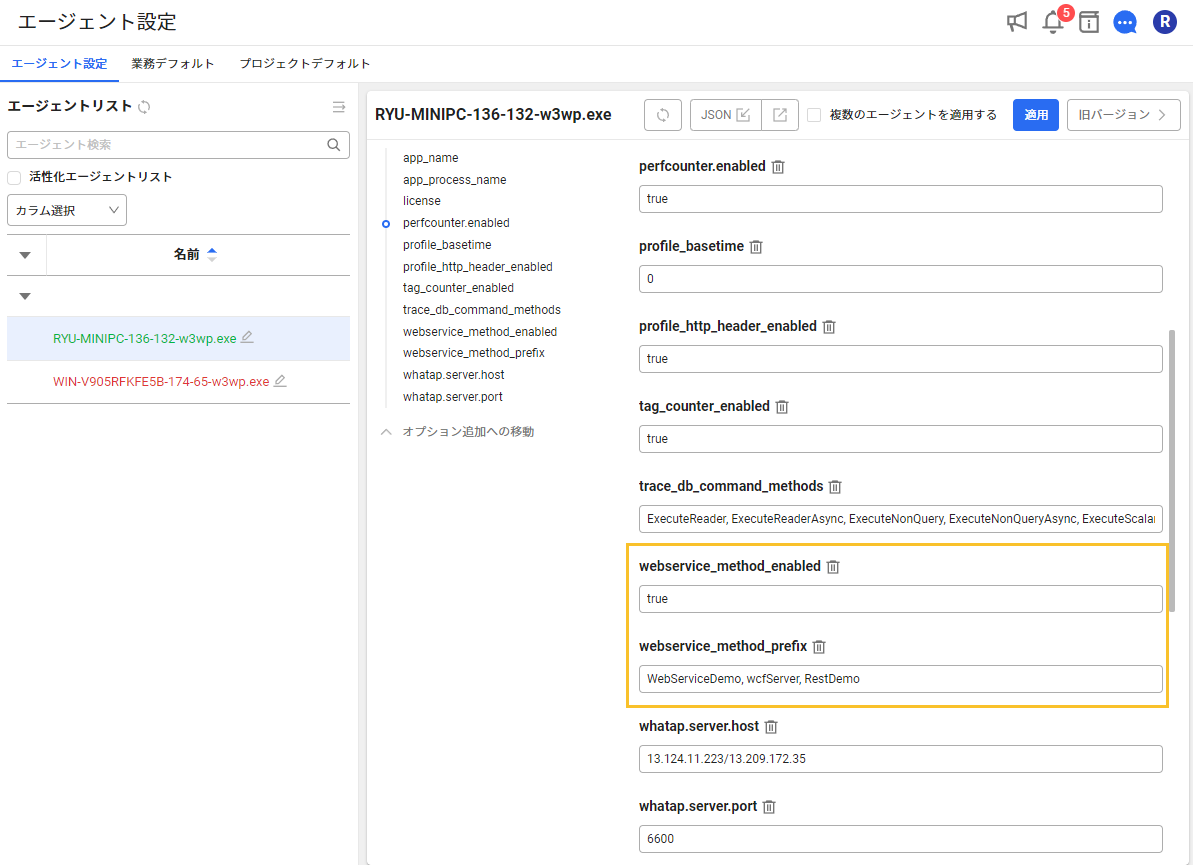 エージェント設定
5
R
エージェント設定 業務デフォルト プロジェクトデフォルト
エージェントリスト
エージェント検索
活性化エージェントリスト
カラム選択
名前
RYU-MINIPC-136-132-w3wp.exe
WIN-V905RFKFE5B-174-65-w3wp.exe
RYU-MINIPC-136-132-w3wp.exe JSON 複数のエージェントを適用する 適用 旧バージョン
app_name
app_process_name
license
perfcounter.enabled
profile_basetime
profile_http_header_enabled
tag_counter_enabled
trace_db_command_methods
webservice_method_enabled
webservice_method_prefix
whatap.server.host
whatap.server.port
オプション追加への移動
perfcounter.enabled
true
profile_basetime
0
profile_http_header_enabled
true
tag_counter_enabled
true
trace_db_command_methods
ExecuteReader, ExecuteReaderAsync, ExecuteNonQuery, ExecuteNonQueryAsync, ExecuteScalar
webservice_method_enabled
true
webservice_method_prefix
WebServiceDemo, wcfServer, RestDemo
whatap.server.host
13.124.11.223/13.209.172.35
whatap.server.port
6600